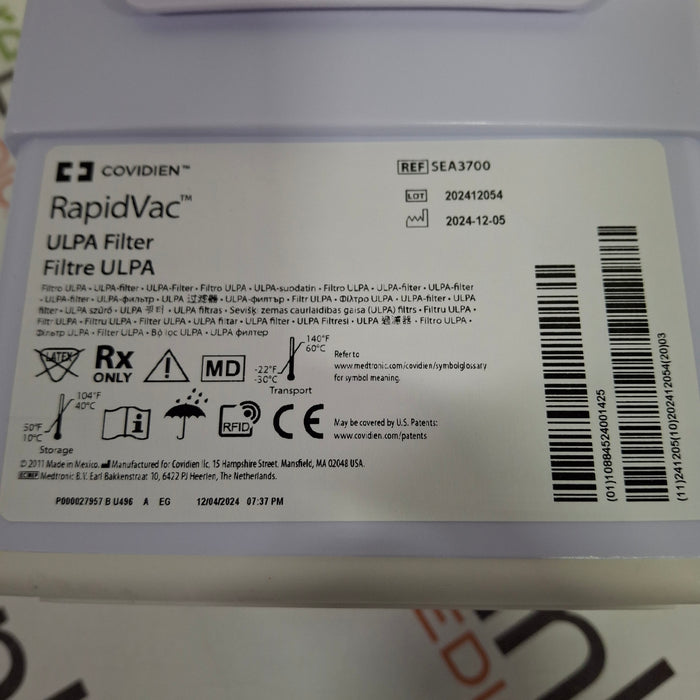 COVIDIEN™
RapidVac™
ULPA Filter
Filtre ULPA
REF SEA3700
LOT 202412054
2024-12-05
Filtro ULPA • ULPA-filter • ULPA-Filter • Filtro ULPA • ULPA-suodatin • Filtro ULPA • ULPA-filter • ULPA-filter
• ULPA-filter • ULPA-фильтр • ULPA 过滤器 • ULPA-филтър • Filtr ULPA • Φίλτρο ULPA • ULPA-filter • ULPA
filter • ULPA szűrő • ULPA 필터 • ULPA filtras • Sevišķi zemas caurlaidības gaisa (ULPA) filtrs • Filtru ULPA •
Filtr ULPA • Filtru ULPA • Filter ULPA • ULPA filtar • ULPA filter • ULPA Filtresi • ULPA 過濾器 • Filtro ULPA •
Фільтр ULPA • Filter ULPA • Bộ lọc ULPA • ULPA филтер
LATEX
Rx
ONLY
MD
-22°F
-30°C
140°F
60°C
Transport
Refer to
www.medtronic.com/covidien/symbolglossary
for symbol meaning.
50°F
10°C
104°F
40°C
Storage
i
RFID
CE
May be covered by U.S. Patents:
www.covidien.com/patents
© 2011 Made in Mexico. Manufactured for Covidien llc, 15 Hampshire Street, Mansfield, MA 02048 USA.
EC REP Medtronic B.V. Earl Bakkenstraat 10, 6422 PJ Heerlen, The Netherlands.
P000027957 B U496 A EG 12/04/2024 07:37 PM
(01)10884524001425
(11)241205(10)202412054(20)03